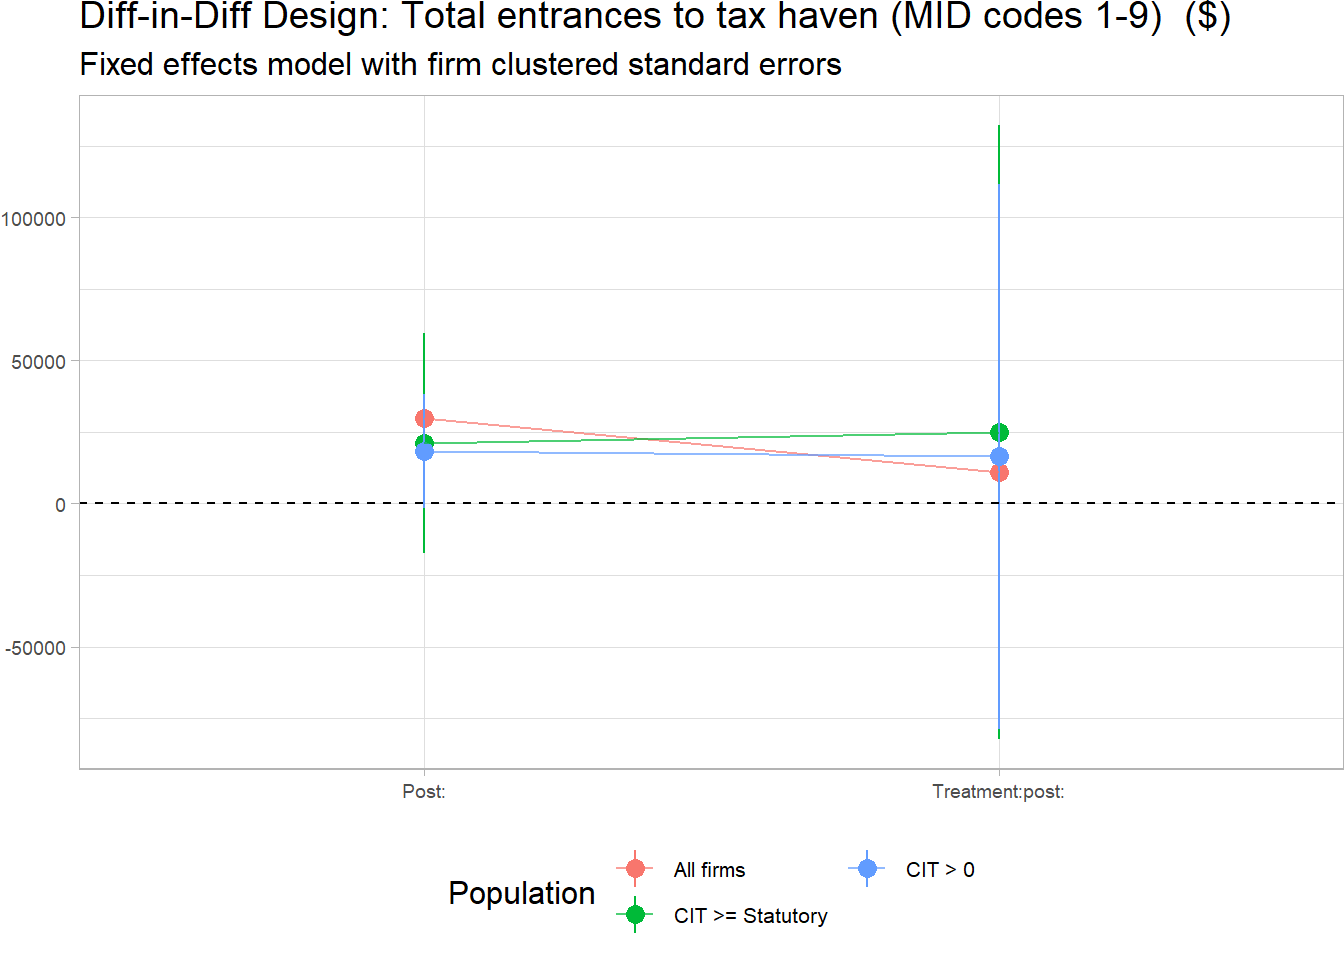 Diff-in-Diff Design: Total entrances to tax haven (MID codes 1-9)  ($)
Fixed effects model with firm clustered standard errors
100000
50000
0
-50000
Post:
Treatment:post:
Population
All firms
CIT > 0
CIT >= Statutory